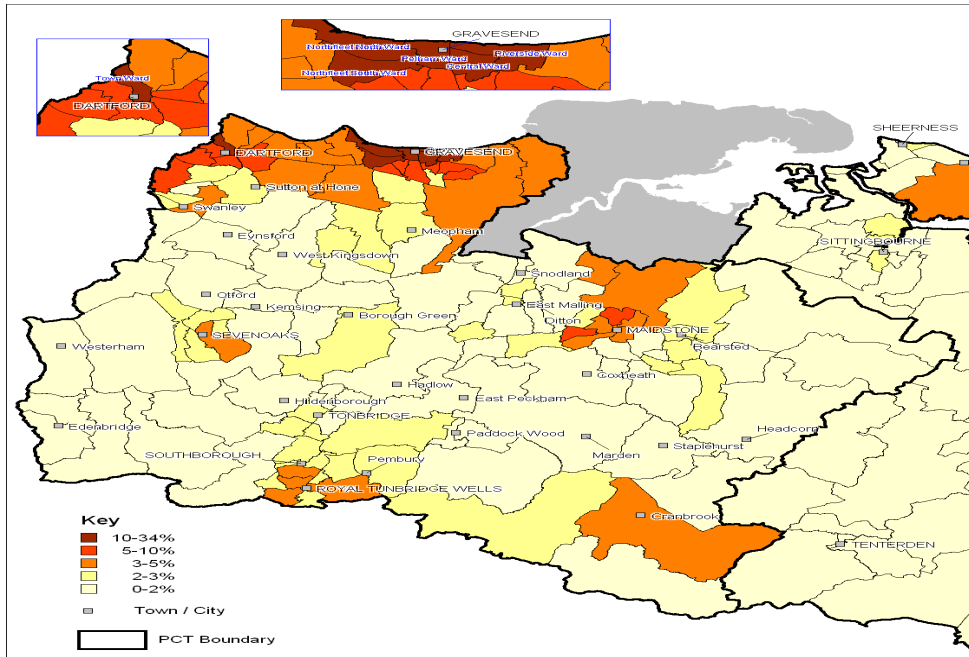 GRAVESEND
Northfleet North Ward
Riverside Ward
Pelham Ward
Central Ward
Northfleet South Ward
Town Ward
DARTFORD
SHEERNESS
DARTFORD
GRAVESEND
Sutton at Hone
Swanley
Meopham
Eynsford
SITTINGBOURNE
West Kingsdown
Snodland
Otford
Kemsing
East Malling
Borough Green
Ditton
MAIDSTONE
SEVENOAKS
Westerham
Bearsted
Coxheath
Hadlow
Hildenborough
East Peckham
TONBRIDGE
Edenbridge
Paddock Wood
Headcorn
Staplehurst
Marden
SOUTHBOROUGH
Pembury
ROYAL TUNBRIDGE WELLS
Cranbrook
TENTERDEN
Key
10-34%
5-10%
3-5%
2-3%
0-2%
Town / City
PCT Boundary